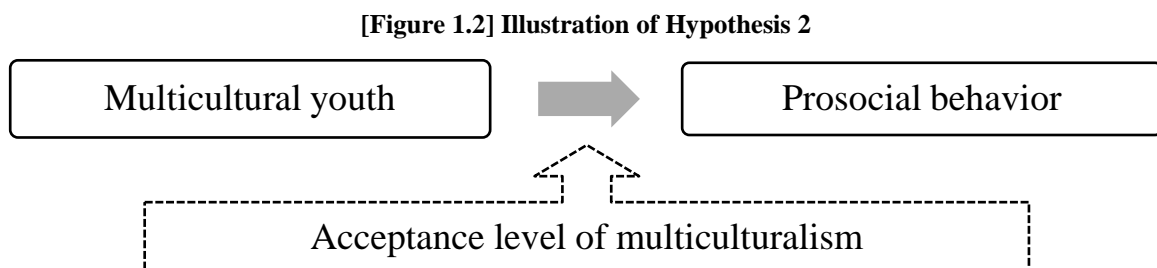 [Figure 1.2] Illustration of Hypothesis 2
Multicultural youth
Prosocial behavior
Acceptance level of multiculturalism